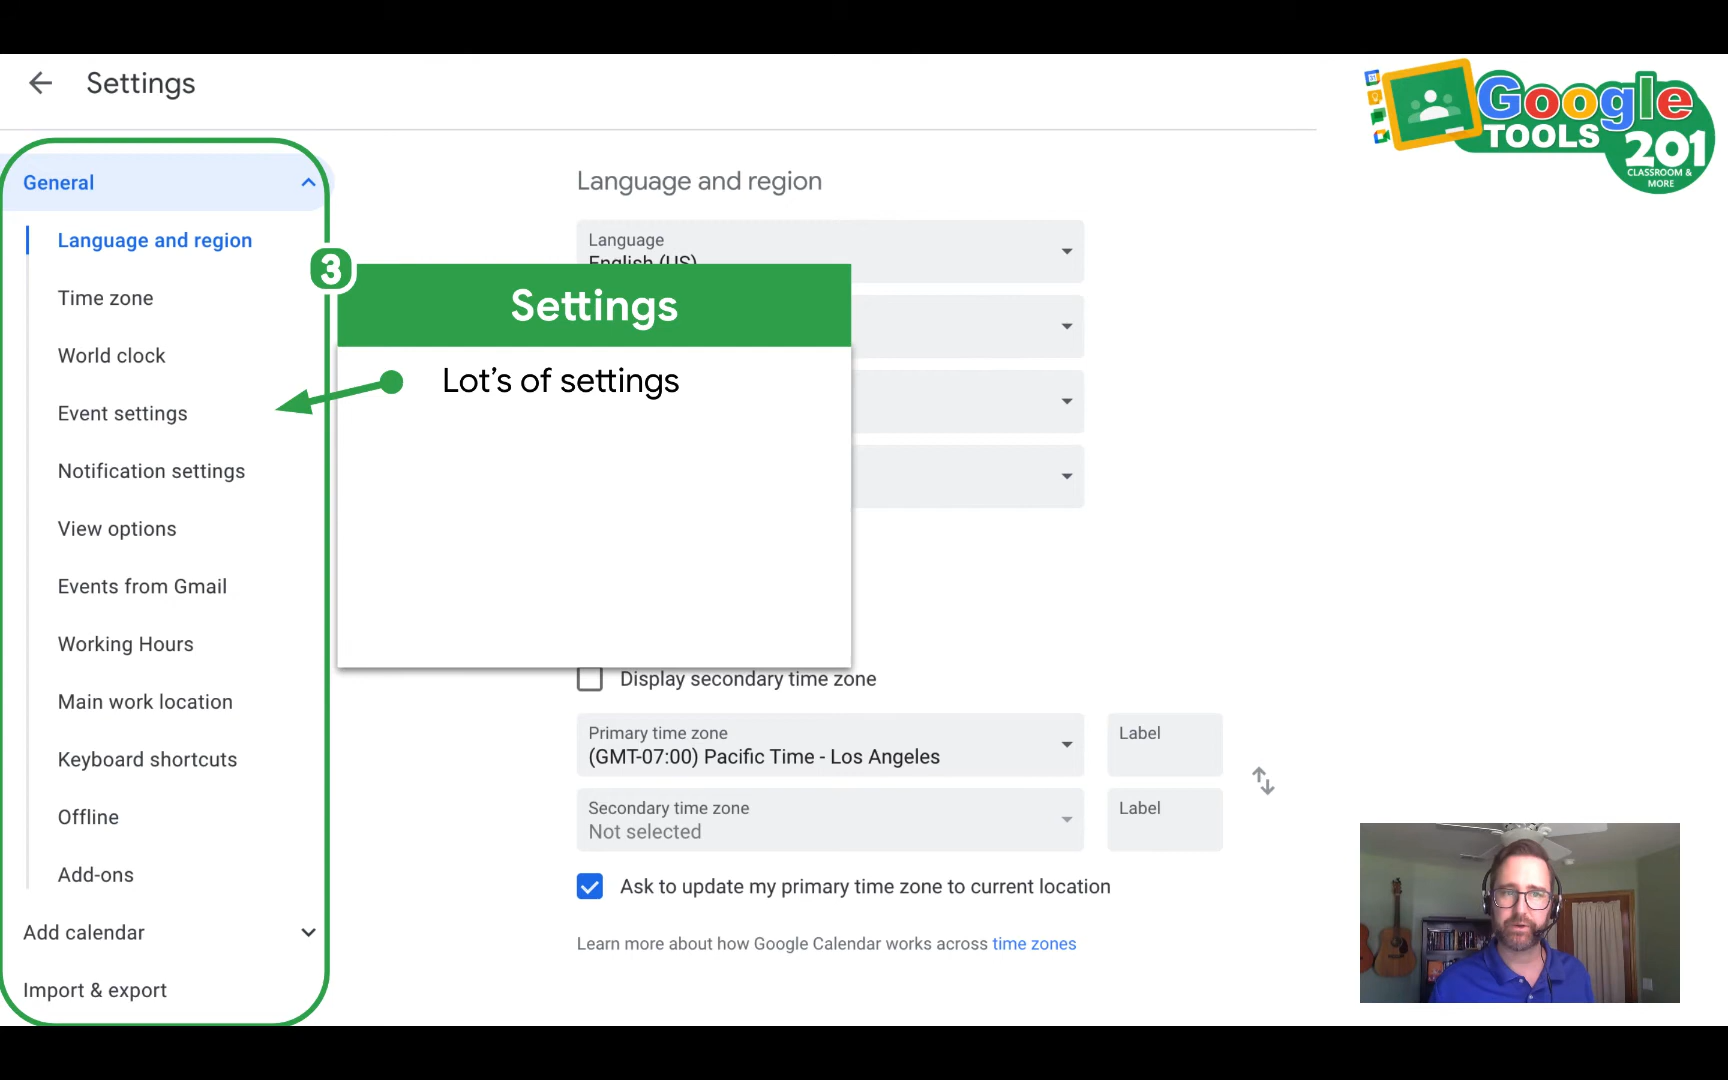 Settings
Google
TOOLS
201
CLASSROOM &
MORE
General
Language and region
Time zone
World clock
Event settings
Notification settings
View options
Events from Gmail
Working Hours
Main work location
Keyboard shortcuts
Offline
Add-ons
Add calendar
Import & export
3
Settings
Lot's of settings
Language and region
Language
English (US)
Display secondary time zone
Primary time zone
(GMT-07:00) Pacific Time - Los Angeles
Label
Secondary time zone
Not selected
Label
Ask to update my primary time zone to current location
Learn more about how Google Calendar works across time zones